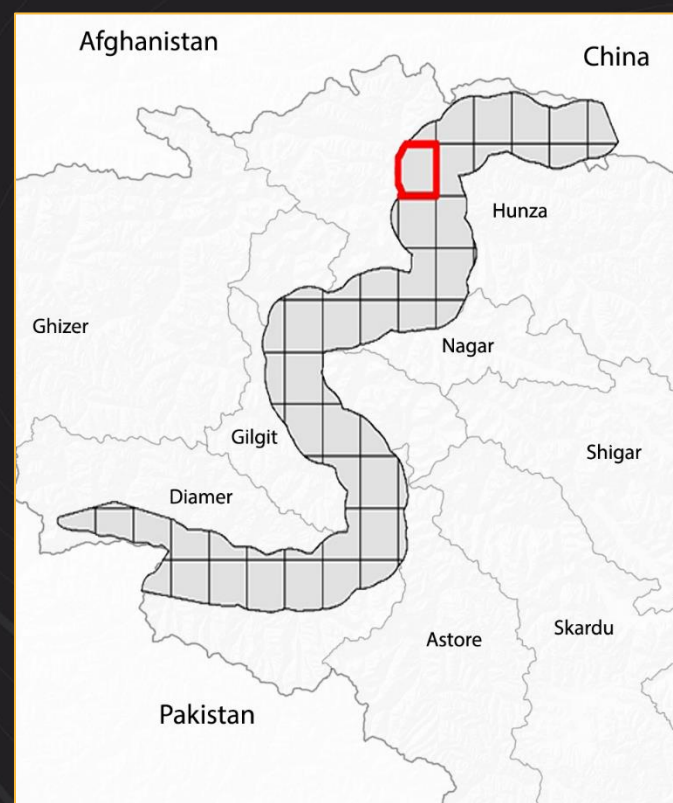 Afghanistan
China
Hunza
Ghizer
Nagar
Gilgit
Shigar
Diamer
Skardu
Astore
Pakistan